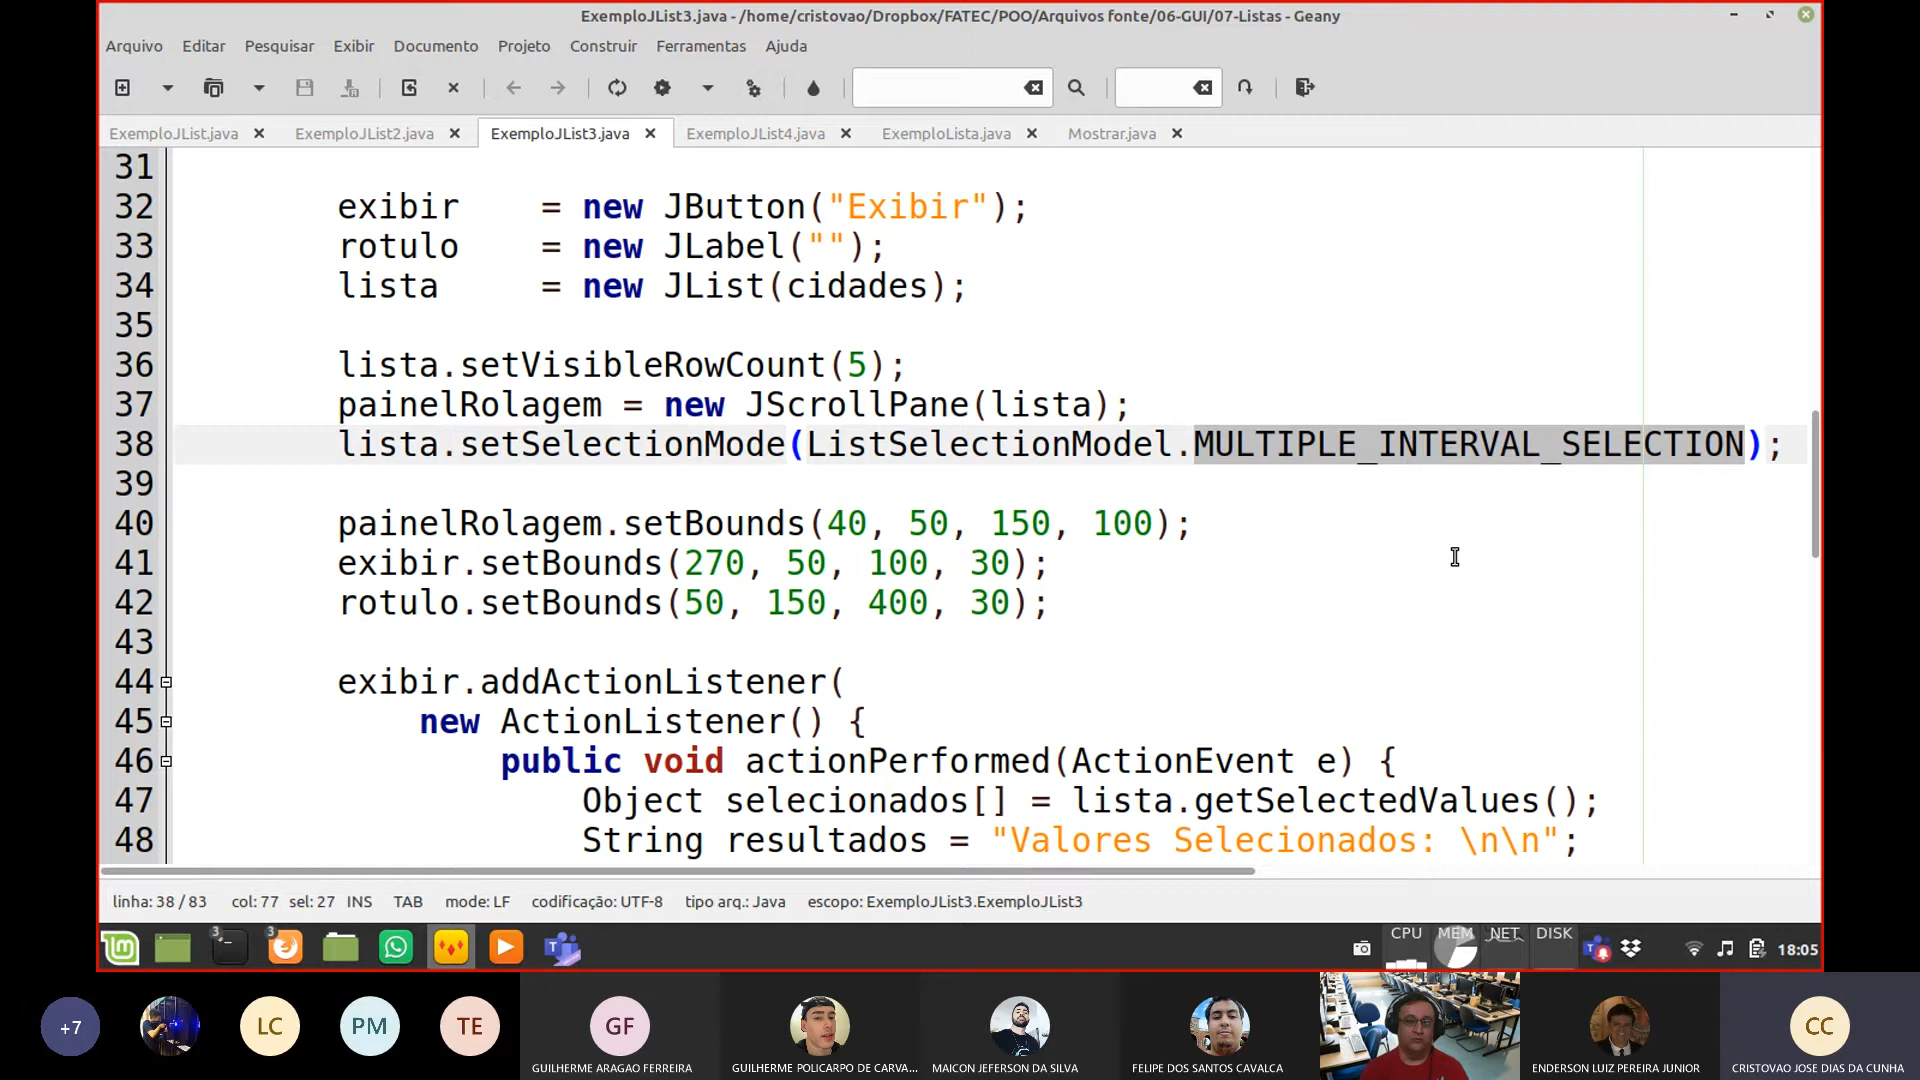 ExemploJList3.java - /home/cristovao/Dropbox/FATEC/POO/Arquivos fonte/06-GUI/07-Listas - Geany
Arquivo Editar Pesquisar Exibir Documento Projeto Construir Ferramentas Ajuda
ExemploJList.java ExemploJList2.java ExemploJList3.java ExemploJList4.java ExemploLista.java Mostrar.java
31
32 exibir = new JButton("Exibir");
33 rotulo = new JLabel("");
34 lista = new JList(cidades);
35
36 lista.setVisibleRowCount(5);
37 painelRolagem = new JScrollPane(lista);
38 lista.setSelectionMode(ListSelectionModel.MULTIPLE_INTERVAL_SELECTION);
39
40 painelRolagem.setBounds(40, 50, 150, 100);
41 exibir.setBounds(270, 50, 100, 30);
42 rotulo.setBounds(50, 150, 400, 30);
43
44 exibir.addActionListener(
45 new ActionListener() {
46 public void actionPerformed(ActionEvent e) {
47 Object selecionados[] = lista.getSelectedValues();
48 String resultados = "Valores Selecionados: \n\n";
linha: 38 / 83 col: 77 sel: 27 INS TAB mode: LF codificação: UTF-8 tipo arq.: Java escopo: ExemploJList3.ExemploJList3
3 3 CPU MEM NET DISK 18:05
+7 LC PM TE GF CC
GUILHERME ARAGAO FERREIRA GUILHERME POLICARPO DE CARVA... MAICON JEFERSON DA SILVA FELIPE DOS SANTOS CAVALCA ENDERSON LUIZ PEREIRA JUNIOR CRISTOVAO JOSE DIAS DA CUNHA